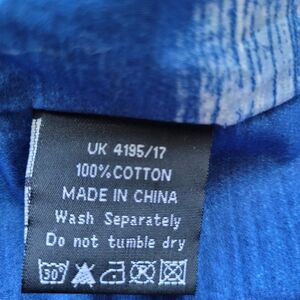 UK 4195/17
100%COTTON
MADE IN CHINA
Wash Separately
Do not tumble dry
30°